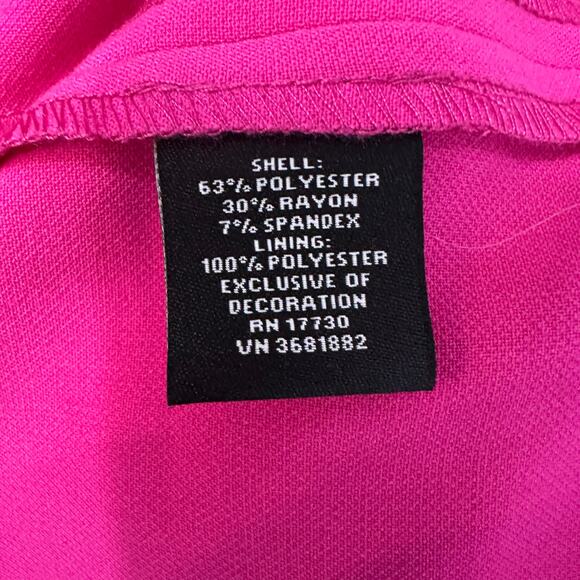 SHELL:
63% POLYESTER
30% RAYON
7% SPANDEX
LINING:
100% POLYESTER
EXCLUSIVE OF
DECORATION
RN 17730
VN 3681882